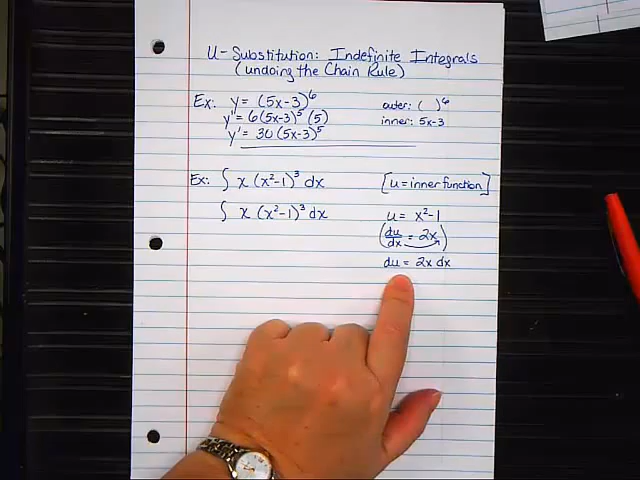 U-Substitution: Indefinite Integrals
(undoing the Chain Rule)
Ex: y = (5x-3)⁶ outer: ( )⁶
y' = 6(5x-3)⁵(5) inner: 5x-3
y' = 30(5x-3)⁵
Ex: ∫ x(x²-1)³ dx [u = inner function]
∫ x(x²-1)³ dx u = x²-1
(du/dx = 2x)
du = 2x dx